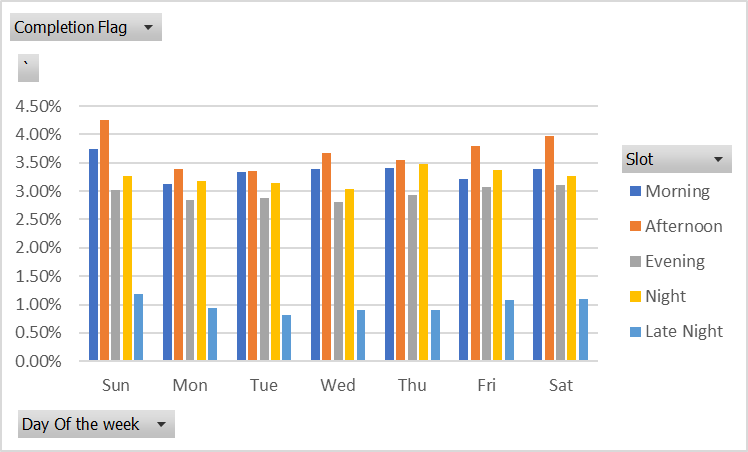 Completion Flag
`
4.50%
4.00%
3.50%
3.00%
2.50%
2.00%
1.50%
1.00%
0.50%
0.00%
Sun Mon Tue Wed Thu Fri Sat
Slot
Morning
Afternoon
Evening
Night
Late Night
Day Of the week